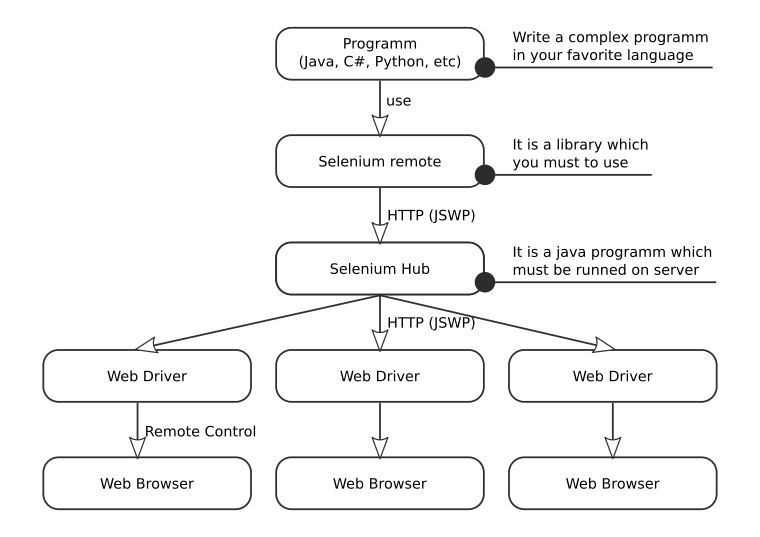 Programm
(Java, C#, Python, etc)
Write a complex programm
in your favorite language
use
Selenium remote
It is a library which
you must to use
HTTP (JSWP)
Selenium Hub
It is a java programm which
must be runned on server
HTTP (JSWP)
Web Driver
Web Driver
Web Driver
Remote Control
Web Browser
Web Browser
Web Browser